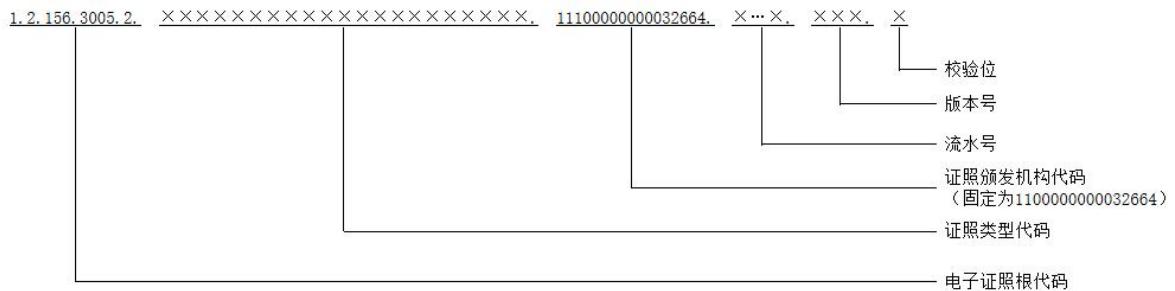 1.2.156.3005.2. ×××××××××××××××××××××. 11100000000032664. ×…×. ×××. ×
校验位
版本号
流水号
证照颁发机构代码
（固定为1100000000032664）
证照类型代码
电子证照根代码